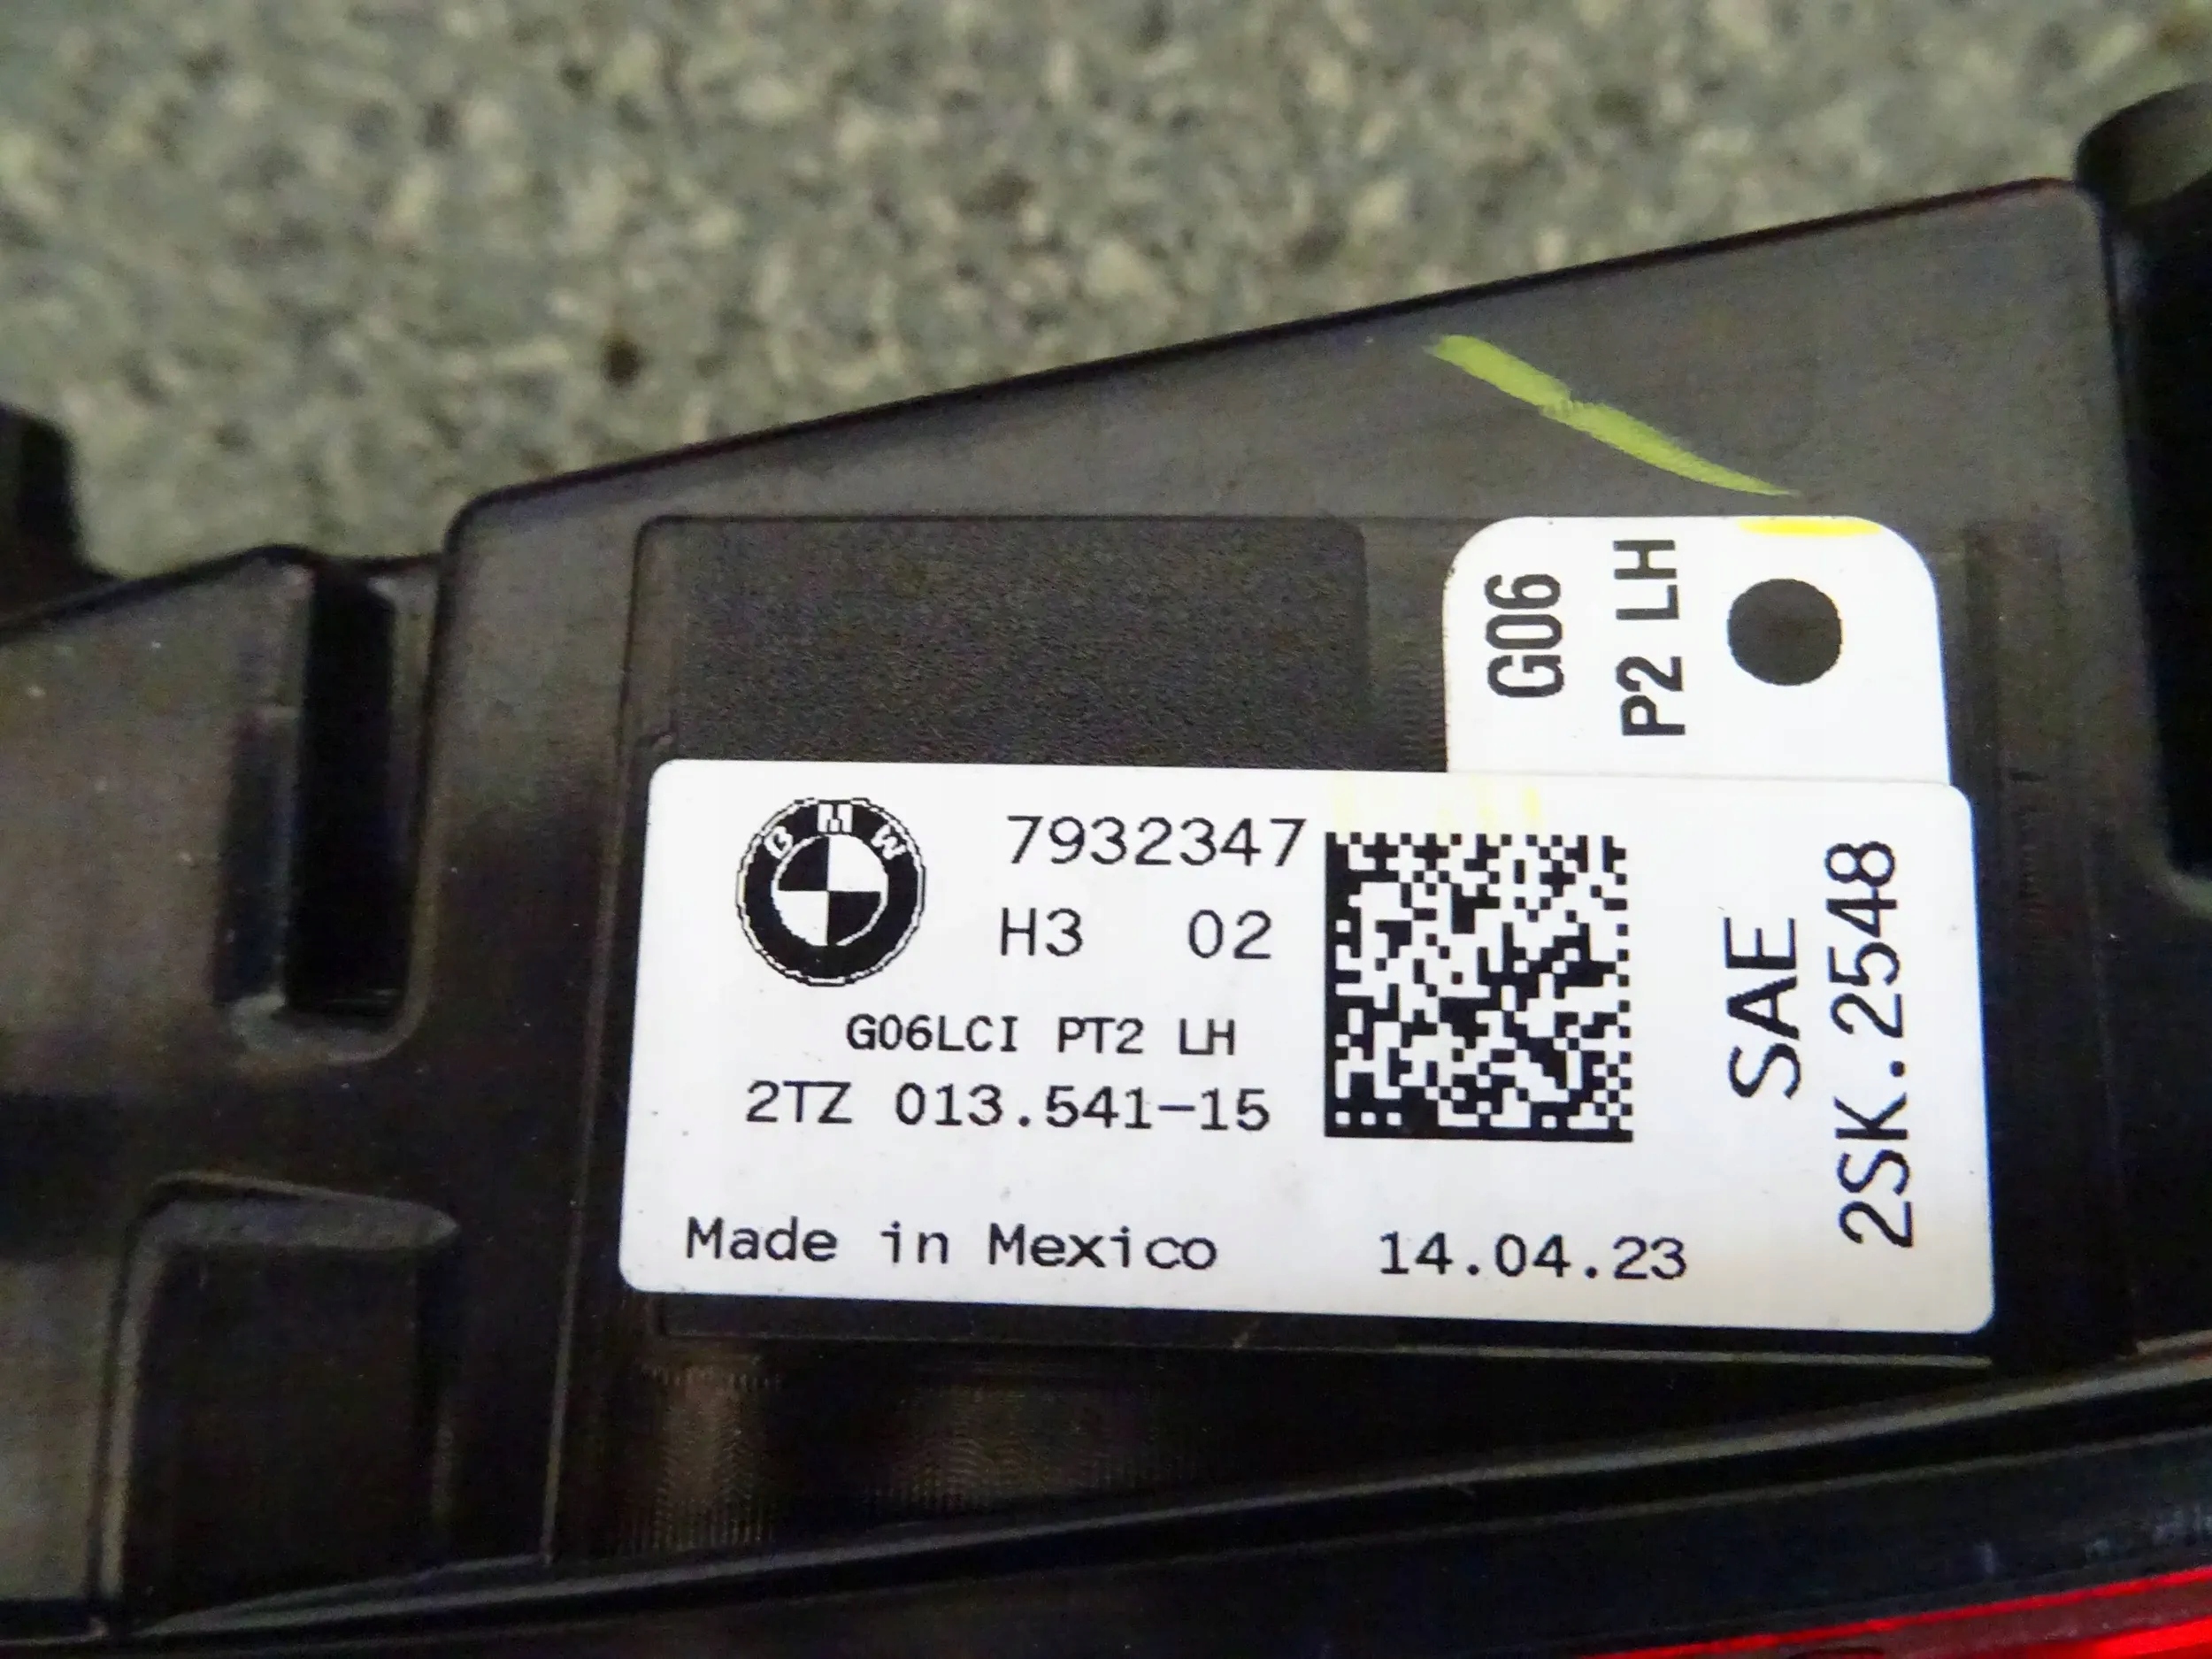 G06
P2 LH
BMW
7932347
H3 02
G06LCI PT2 LH
2TZ 013.541-15
Made in Mexico 14.04.23
SAE
2SK.2548